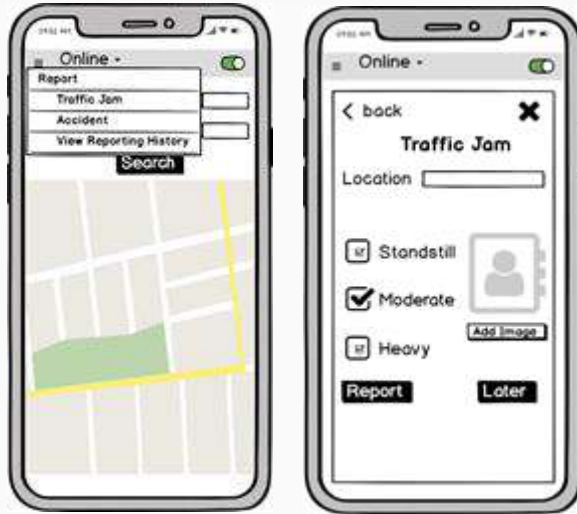 Online -
Report
Traffic Jam
Accident
View Reporting History
Search
Online -
back
Traffic Jam
Location
Standstill
Moderate
Add Image
Heavy
Report
Later